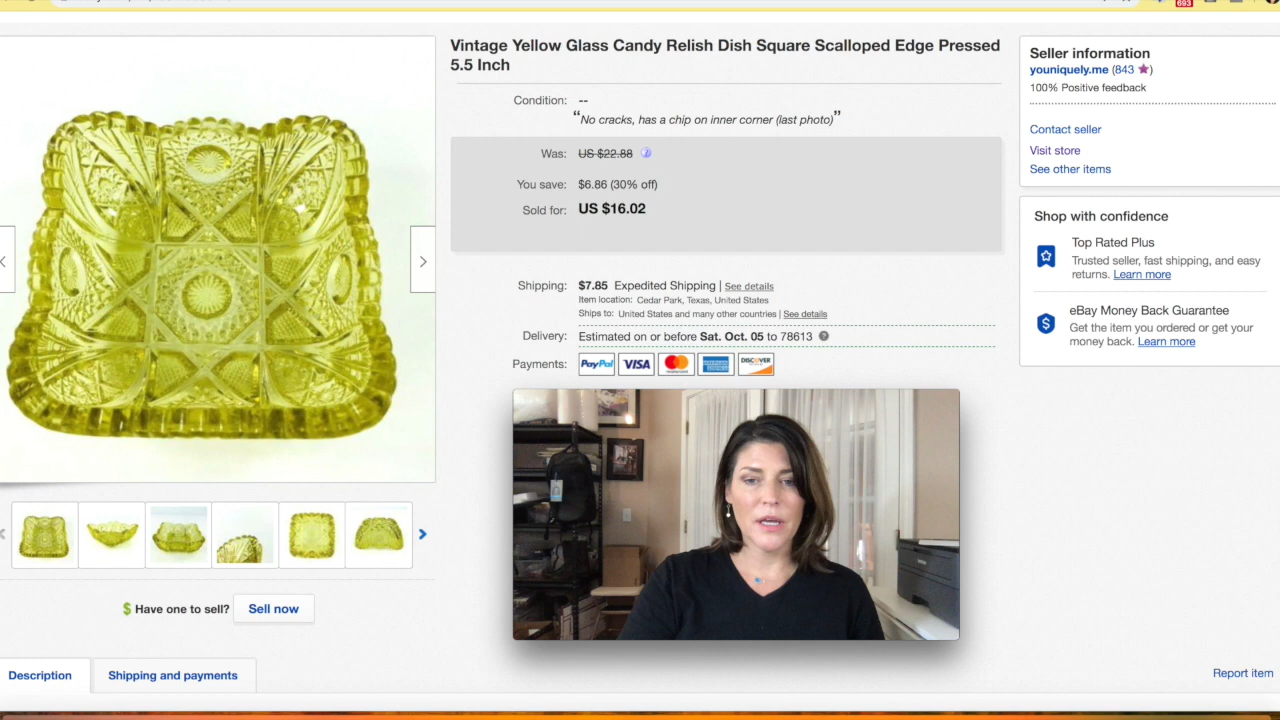 693
Vintage Yellow Glass Candy Relish Dish Square Scalloped Edge Pressed
5.5 Inch
Condition: --
“No cracks, has a chip on inner corner (last photo)”
Was: US $22.88
You save: $6.86 (30% off)
Sold for: US $16.02
Shipping: $7.85 Expedited Shipping | See details
Item location: Cedar Park, Texas, United States
Ships to: United States and many other countries | See details
Delivery: Estimated on or before Sat. Oct. 05 to 78613
Payments: PayPal VISA DISCOVER
$ Have one to sell? Sell now
Description Shipping and payments
Seller information
youniquely.me (843)
100% Positive feedback
Contact seller
Visit store
See other items
Shop with confidence
Top Rated Plus
Trusted seller, fast shipping, and easy
returns. Learn more
eBay Money Back Guarantee
Get the item you ordered or get your
money back. Learn more
Report item